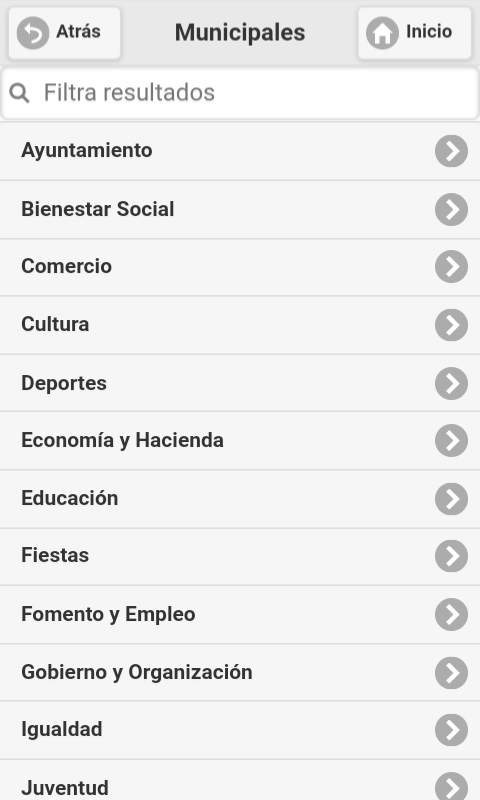 Atrás
Municipales
Inicio
Filtra resultados
Ayuntamiento
Bienestar Social
Comercio
Cultura
Deportes
Economía y Hacienda
Educación
Fiestas
Fomento y Empleo
Gobierno y Organización
Igualdad
Juventud